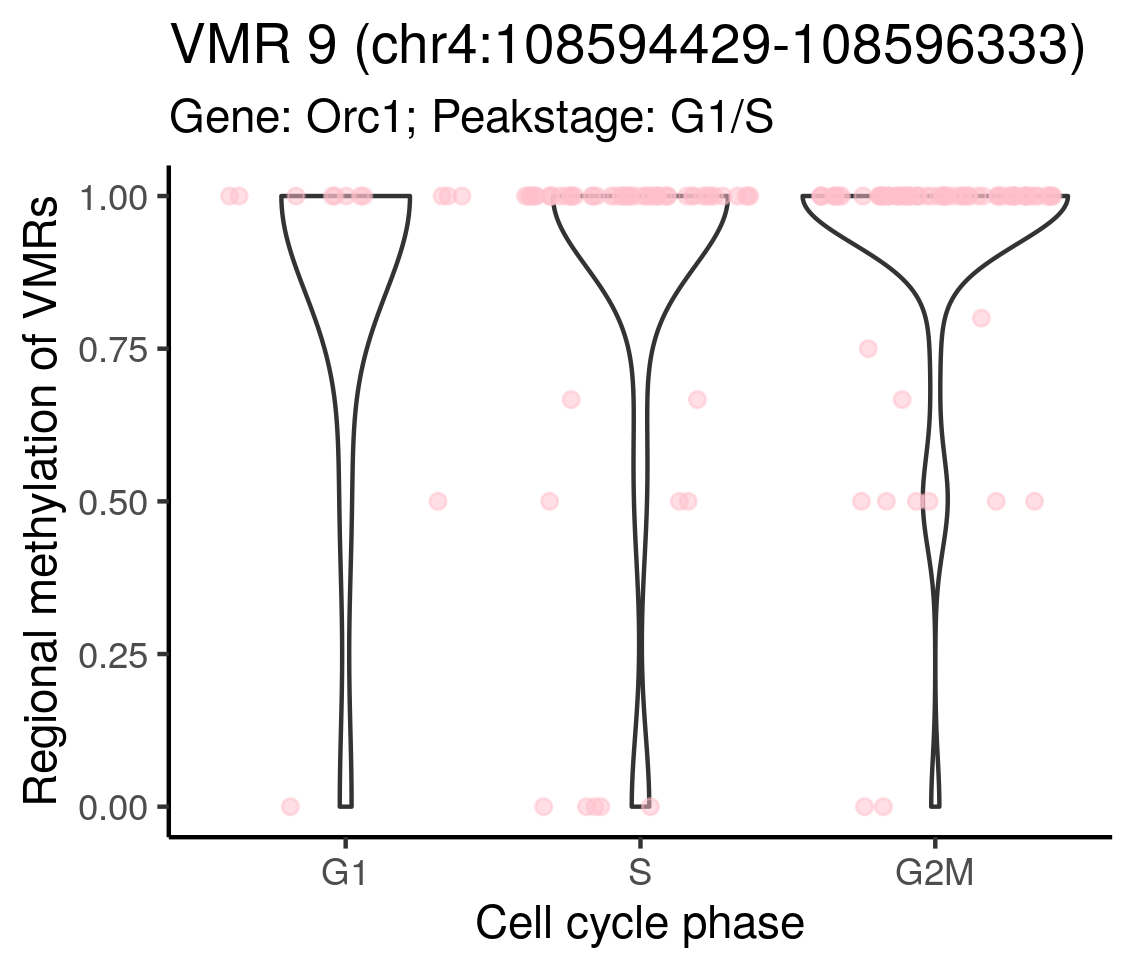 VMR 9 (chr4:108594429-108596333)
Gene: Orc1; Peakstage: G1/S
Regional methylation of VMRs
1.00
0.75
0.50
0.25
0.00
G1 S G2M
Cell cycle phase